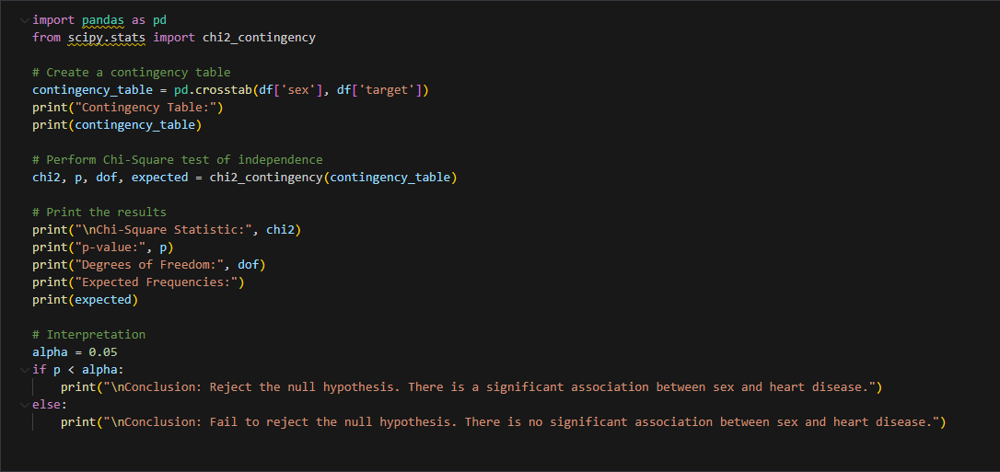 import pandas as pd
from scipy.stats import chi2_contingency

# Create a contingency table
contingency_table = pd.crosstab(df['sex'], df['target'])
print("Contingency Table:")
print(contingency_table)

# Perform Chi-Square test of independence
chi2, p, dof, expected = chi2_contingency(contingency_table)

# Print the results
print("\nChi-Square Statistic:", chi2)
print("p-value:", p)
print("Degrees of Freedom:", dof)
print("Expected Frequencies:")
print(expected)

# Interpretation
alpha = 0.05
if p < alpha:
    print("\nConclusion: Reject the null hypothesis. There is a significant association between sex and heart disease.")
else:
    print("\nConclusion: Fail to reject the null hypothesis. There is no significant association between sex and heart disease.")